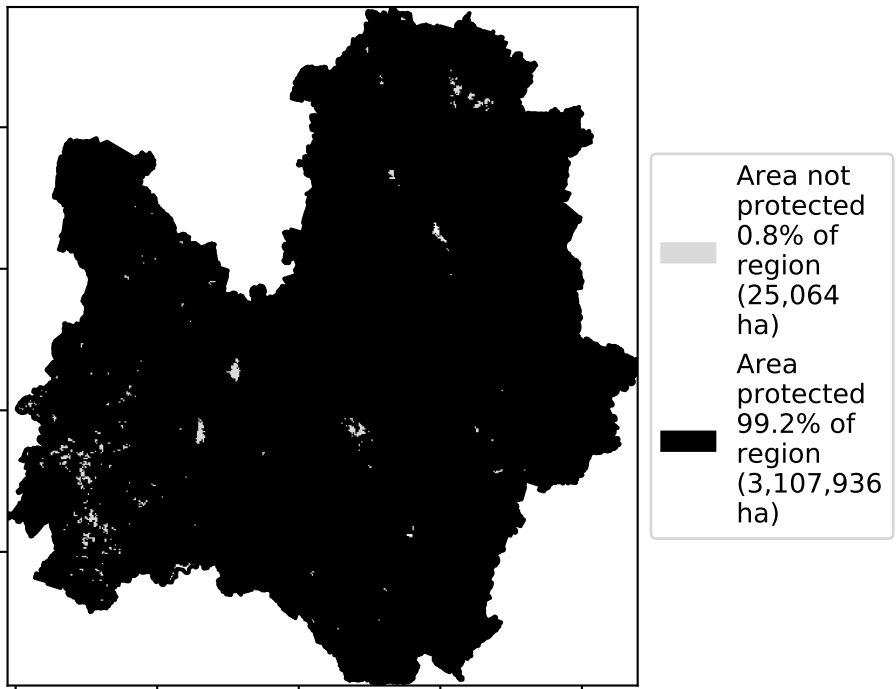 Area not
protected
0.8% of
region
(25,064
ha)
Area
protected
99.2% of
region
(3,107,936
ha)